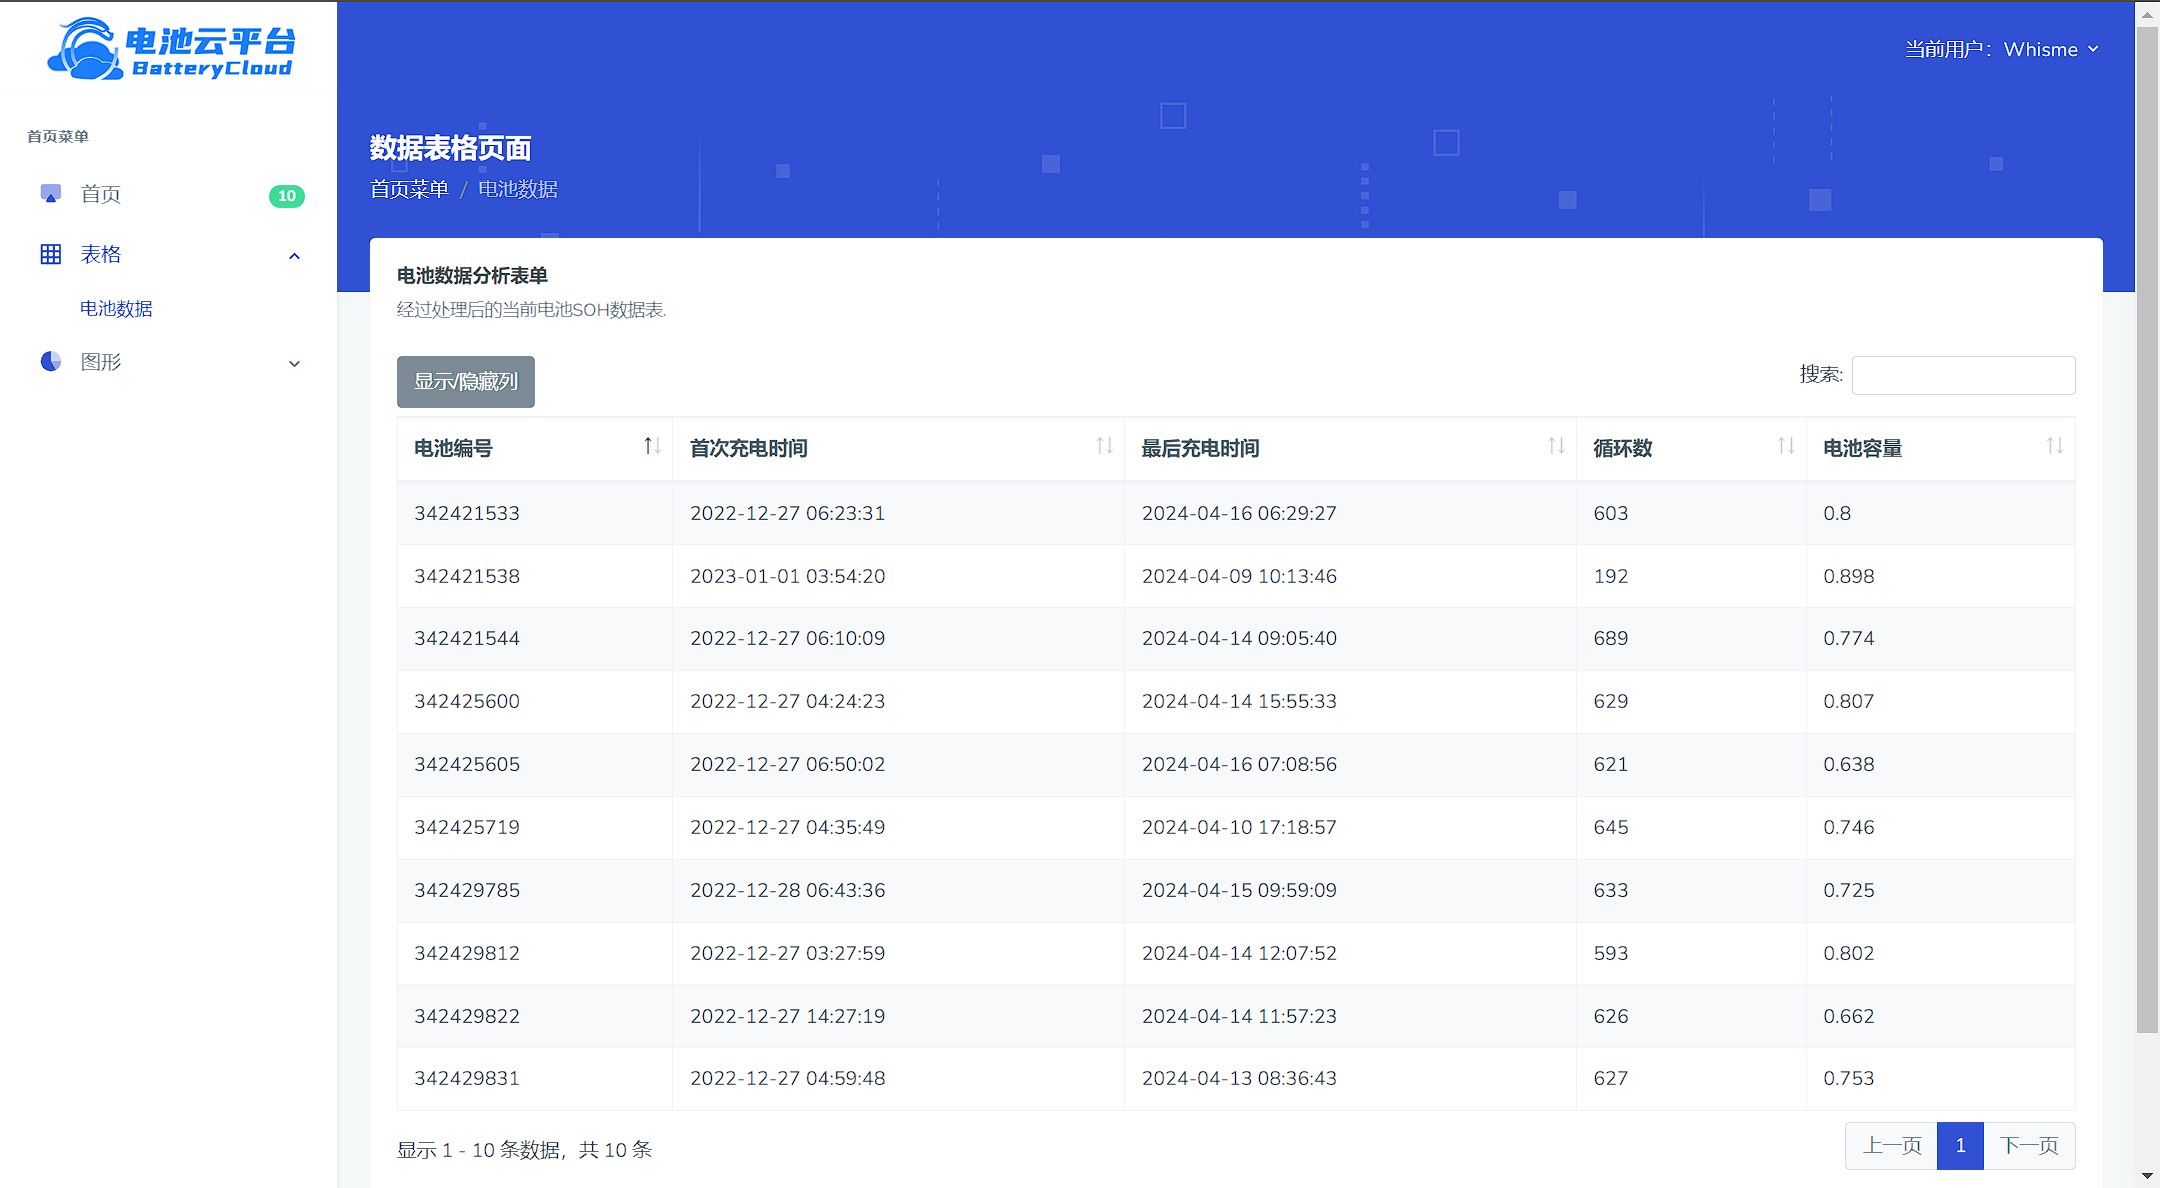 电池云平台
BatteryCloud
当前用户：Whisme
首页菜单
首页 10
表格
电池数据
图形
数据表格页面
首页菜单 / 电池数据
电池数据分析表单
经过处理后的当前电池SOH数据表.
显示/隐藏列
搜索:
电池编号 首次充电时间 最后充电时间 循环数 电池容量
342421533 2022-12-27 06:23:31 2024-04-16 06:29:27 603 0.8
342421538 2023-01-01 03:54:20 2024-04-09 10:13:46 192 0.898
342421544 2022-12-27 06:10:09 2024-04-14 09:05:40 689 0.774
342425600 2022-12-27 04:24:23 2024-04-14 15:55:33 629 0.807
342425605 2022-12-27 06:50:02 2024-04-16 07:08:56 621 0.638
342425719 2022-12-27 04:35:49 2024-04-10 17:18:57 645 0.746
342429785 2022-12-28 06:43:36 2024-04-15 09:59:09 633 0.725
342429812 2022-12-27 03:27:59 2024-04-14 12:07:52 593 0.802
342429822 2022-12-27 14:27:19 2024-04-14 11:57:23 626 0.662
342429831 2022-12-27 04:59:48 2024-04-13 08:36:43 627 0.753
显示 1 - 10 条数据，共 10 条
上一页 1 下一页